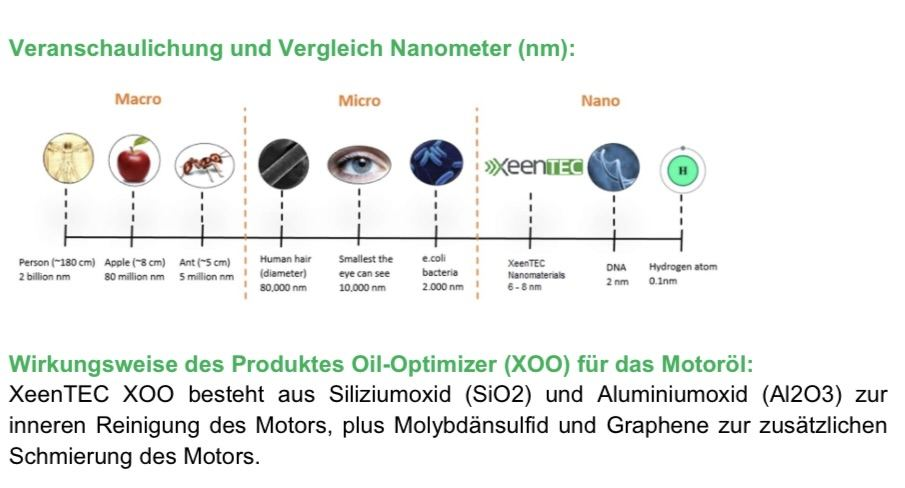 Veranschaulichung und Vergleich Nanometer (nm):
Macro Micro Nano
XeenTEC
H
Person (~180 cm) Apple (~8 cm) Ant (~5 cm) Human hair Smallest the e.coli XeenTEC DNA Hydrogen atom
2 billion nm 80 million nm 5 million nm (diameter) eye can see bacteria Nanomaterials 2 nm 0.1nm
80,000 nm 10,000 nm 2.000 nm 6 - 8 nm
Wirkungsweise des Produktes Oil-Optimizer (XOO) für das Motoröl:
XeenTEC XOO besteht aus Siliziumoxid (SiO2) und Aluminiumoxid (Al2O3) zur
inneren Reinigung des Motors, plus Molybdänsulfid und Graphene zur zusätzlichen
Schmierung des Motors.